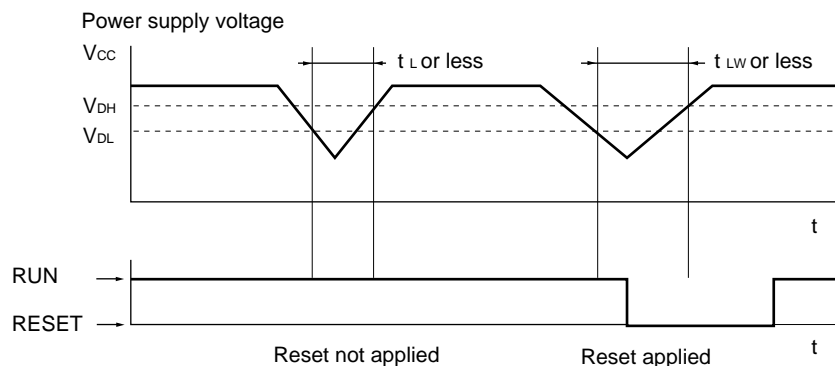 Power supply voltage
VCC
t L or less
t LW or less
VDH
VDL
t
RUN
RESET
t
Reset not applied
Reset applied